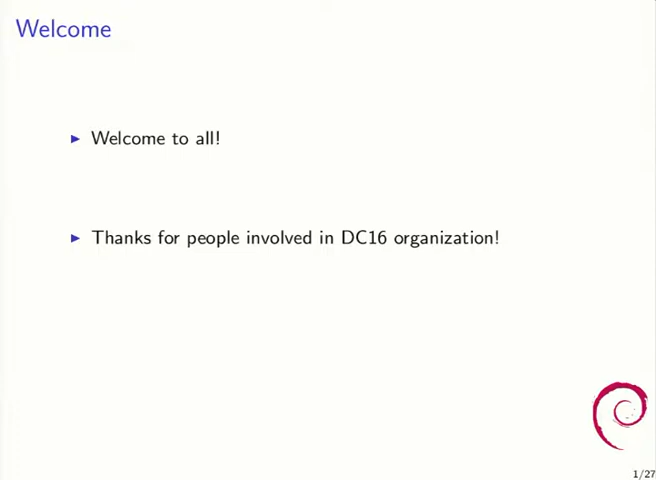 Welcome
Welcome to all!
Thanks for people involved in DC16 organization!
1/27